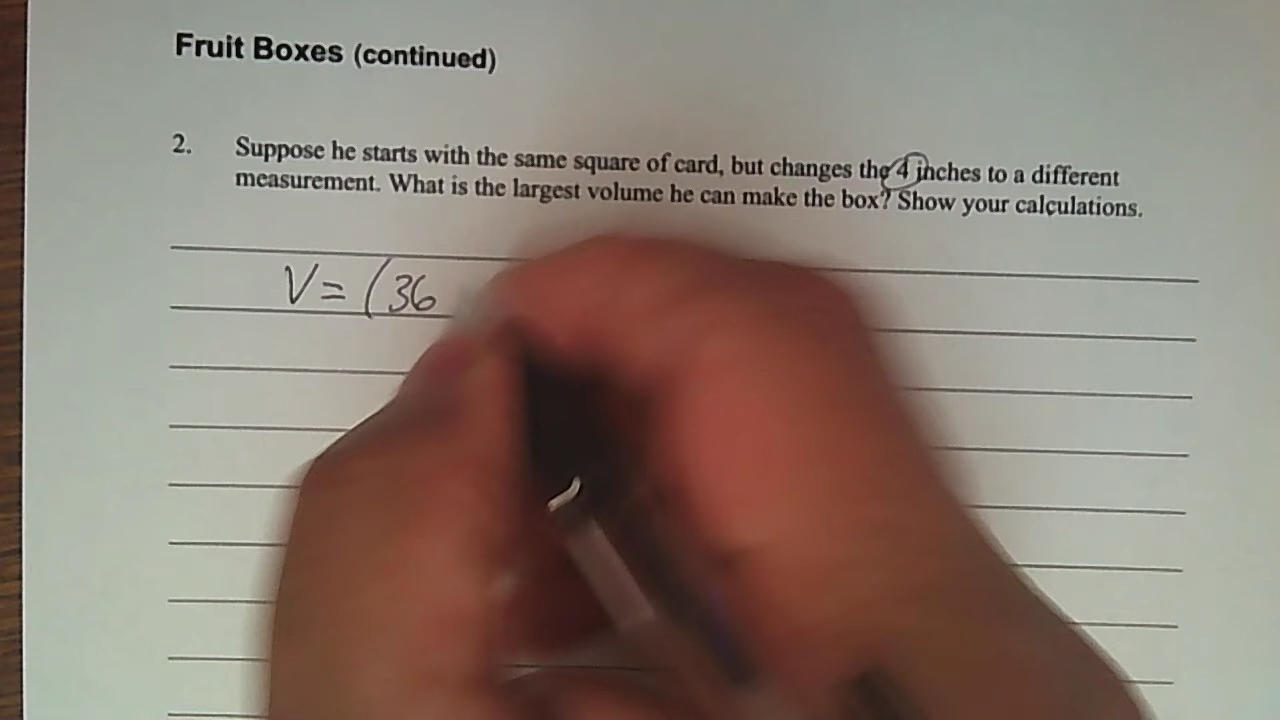 Fruit Boxes (continued)
2. Suppose he starts with the same square of card, but changes the 4 inches to a different
measurement. What is the largest volume he can make the box? Show your calculations.
V = (36